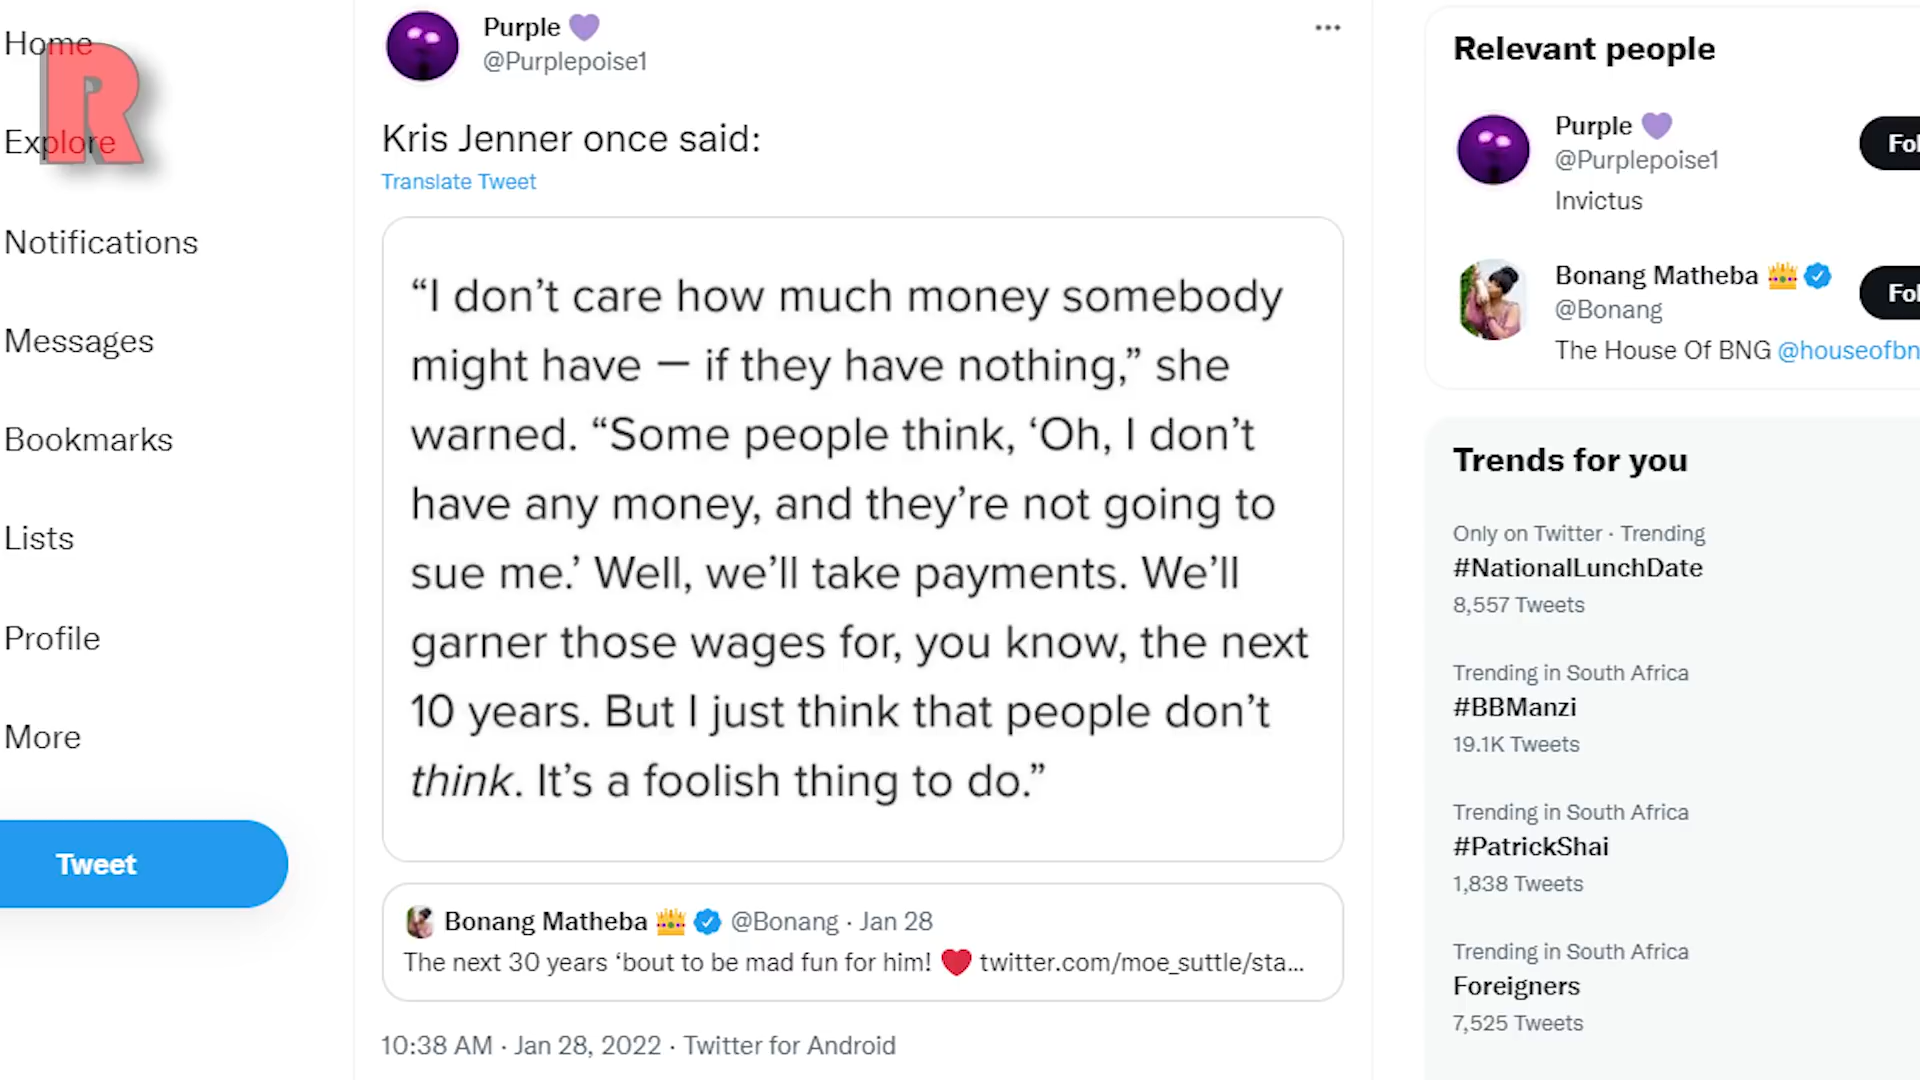 Home
R
Explore
Notifications
Messages
Bookmarks
Lists
Profile
More
Tweet
Purple 💜
@Purplepoise1
Kris Jenner once said:
Translate Tweet
“I don’t care how much money somebody
might have — if they have nothing,” she
warned. “Some people think, ‘Oh, I don’t
have any money, and they’re not going to
sue me.’ Well, we’ll take payments. We’ll
garner those wages for, you know, the next
10 years. But I just think that people don’t
think. It’s a foolish thing to do.”
Bonang Matheba 👑 @Bonang · Jan 28
The next 30 years ‘bout to be mad fun for him! ❤️ twitter.com/moe_suttle/sta...
10:38 AM · Jan 28, 2022 · Twitter for Android
Relevant people
Purple 💜
@Purplepoise1
Fol
Invictus
Bonang Matheba 👑
@Bonang
Fol
The House Of BNG @houseofbn
Trends for you
Only on Twitter · Trending
#NationalLunchDate
8,557 Tweets
Trending in South Africa
#BBManzi
19.1K Tweets
Trending in South Africa
#PatrickShai
1,838 Tweets
Trending in South Africa
Foreigners
7,525 Tweets